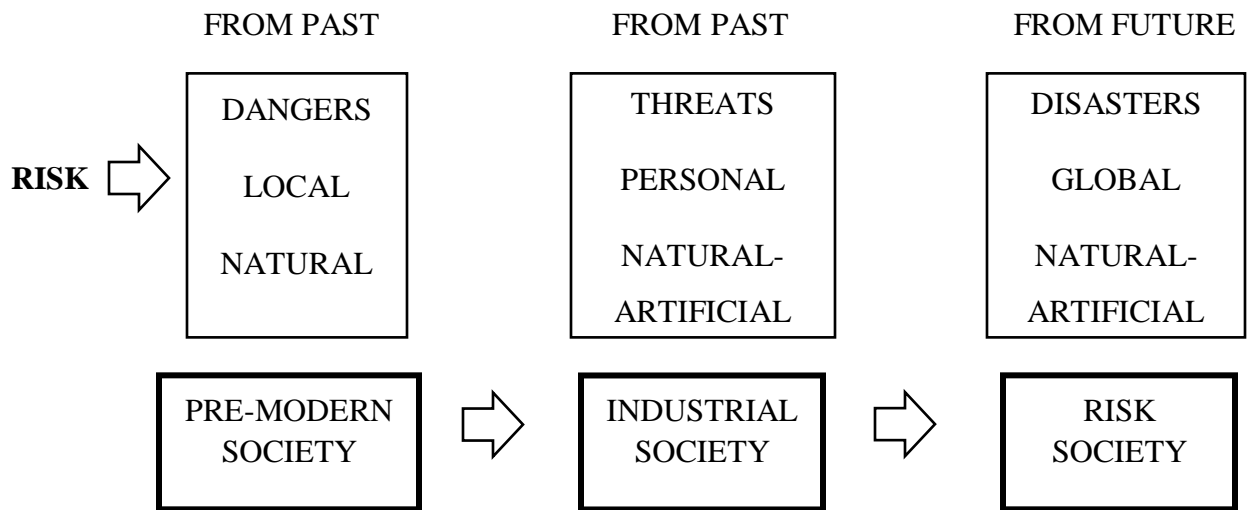 FROM PAST
FROM PAST
FROM FUTURE
RISK
DANGERS
LOCAL
NATURAL
THREATS
PERSONAL
NATURAL-
ARTIFICIAL
DISASTERS
GLOBAL
NATURAL-
ARTIFICIAL
PRE-MODERN
SOCIETY
INDUSTRIAL
SOCIETY
RISK
SOCIETY